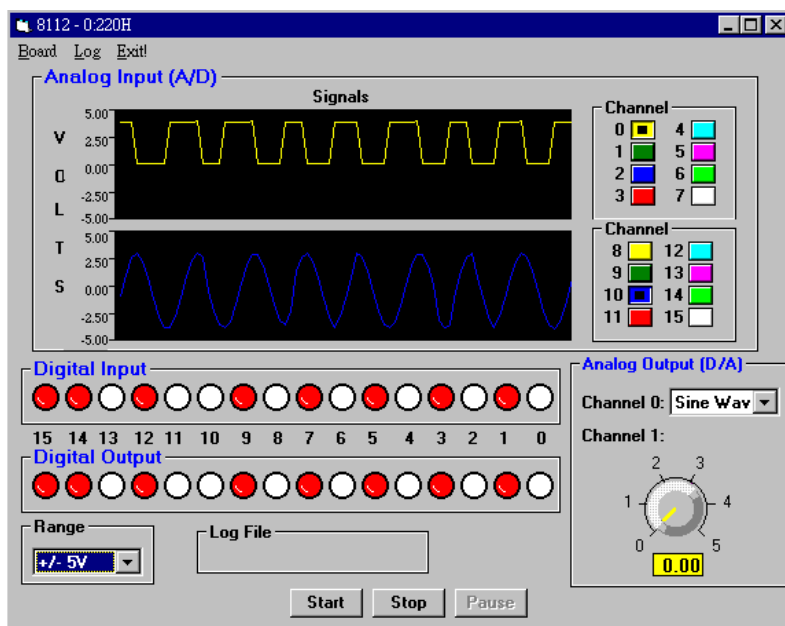 8112 - 0:220H
Board Log Exit!
Analog Input (A/D)
Signals
V O L T S
5.00
2.50
0.00
-2.50
-5.00
5.00
2.50
0.00
-2.50
-5.00
Channel
0 4
1 5
2 6
3 7
Channel
8 12
9 13
10 14
11 15
Digital Input
15 14 13 12 11 10 9 8 7 6 5 4 3 2 1 0
Digital Output
Analog Output (D/A)
Channel 0: Sine Wav
Channel 1:
0 1 2 3 4 5
0.00
Range
+/- 5V
Log File
Start Stop Pause